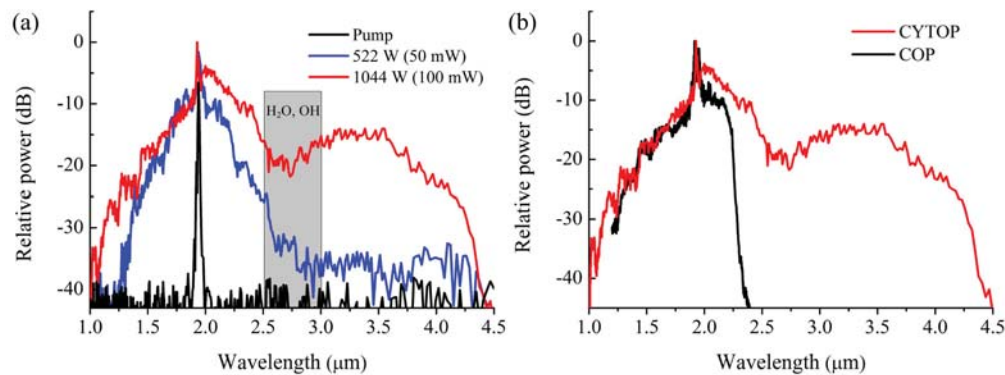 (a)
Pump
522 W (50 mW)
1044 W (100 mW)
H₂O, OH
0
-10
-20
-30
-40
Relative power (dB)
1.0 1.5 2.0 2.5 3.0 3.5 4.0 4.5
Wavelength (μm)
(b)
CYTOP
COP
0
-10
-20
-30
-40
Relative power (dB)
1.0 1.5 2.0 2.5 3.0 3.5 4.0 4.5
Wavelength (μm)